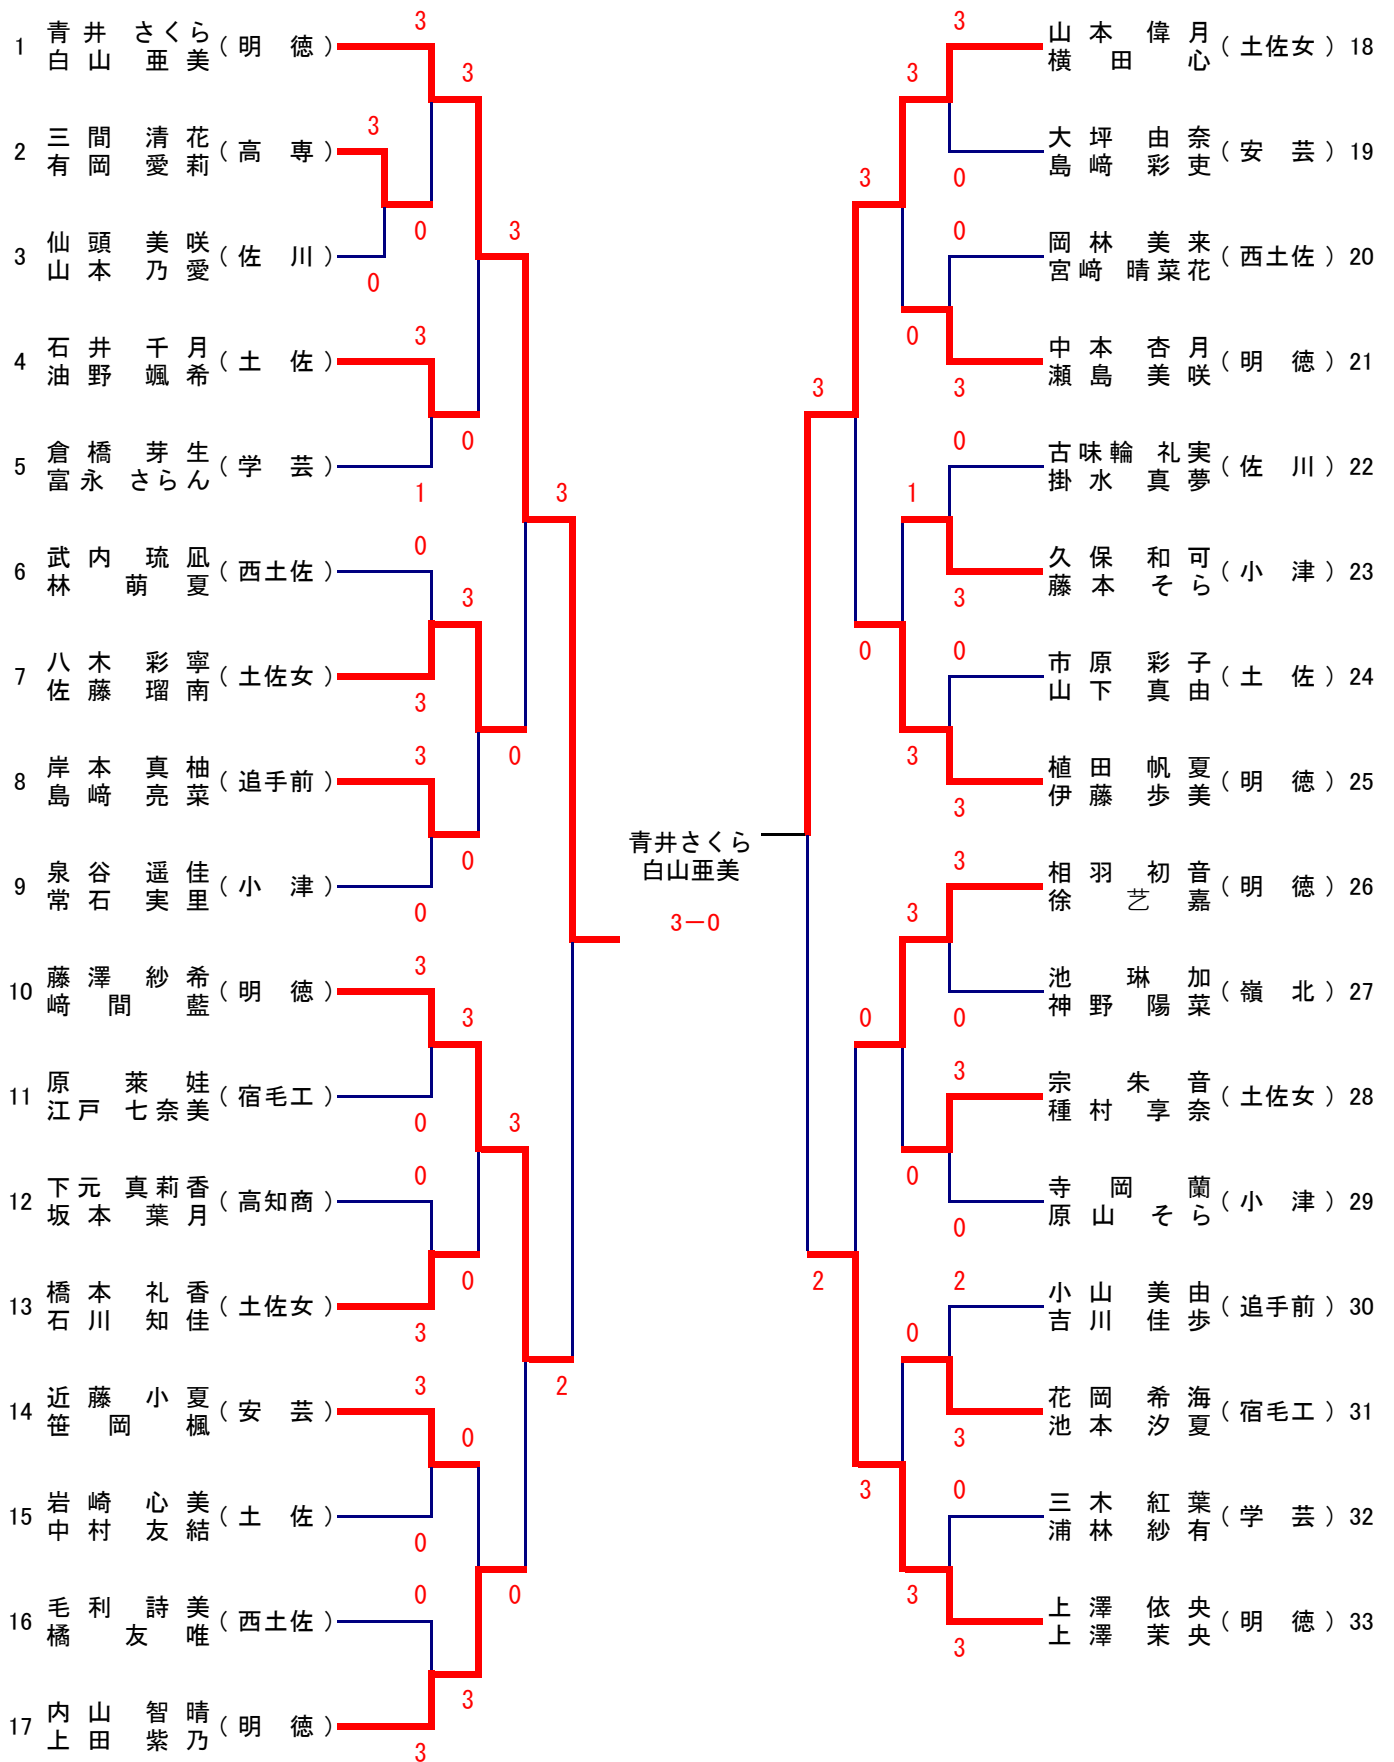 1 青井 さくら (明 徳)
白山 亜美
2 三間 清花 (高 専)
有岡 愛莉
3 仙頭 美咲 (佐 川)
山本 乃愛
4 石井 千月 (土 佐)
油野 颯希
5 倉橋 芽生 (学 芸)
富永 さらん
6 武内 琉凪 (西土佐)
林 萌夏
7 八木 彩寧 (土佐女)
佐藤 瑠南
8 岸本 真柚 (追手前)
島﨑 亮菜
9 泉谷 遥佳 (小 津)
常石 実里
10 藤澤 紗希 (明 徳)
﨑間 藍
11 原 萊娃 (宿毛工)
江戸 七奈美
12 下元 真莉香 (高知商)
坂本 葉月
13 橋本 礼香 (土佐女)
石川 知佳
14 近藤 小夏 (安 芸)
笹岡 楓
15 岩崎 心美 (土 佐)
中村 友結
16 毛利 詩美 (西土佐)
橘 友唯
17 内山 智晴 (明 徳)
上田 紫乃
3
3
0
3
1
0
3
3
0
3
0
0
3
3
0
0
3
3
0
0
3
0
3
0
3
0
0
3
3
0
3
0
3
2
青井さくら
白山亜美
3－0
3
2
3
0
0
3
3
0
1
3
3
0
0
3
3
0
0
3
0
3
0
3
3
0
3
0
2
3
0
3
山本 偉月 (土佐女) 18
横田 心
大坪 由奈 (安 芸) 19
島﨑 彩吏
岡林 美来 (西土佐) 20
宮﨑 晴菜花
中本 杏月 (明 徳) 21
瀬島 美咲
古味輪 礼実 (佐 川) 22
掛水 真夢
久保 和可 (小 津) 23
藤本 そら
市原 彩子 (土 佐) 24
山下 真由
植田 帆夏 (明 徳) 25
伊藤 歩美
相羽 初音 (明 徳) 26
徐 艺嘉
池 琳加 (嶺 北) 27
神野 陽菜
宗 朱音 (土佐女) 28
種村 享奈
寺岡 蘭 (小 津) 29
原山 そら
小山 美由 (追手前) 30
吉川 佳歩
花岡 希海 (宿毛工) 31
池本 汐夏
三木 紅葉 (学 芸) 32
浦林 紗有
上澤 依央 (明 徳) 33
上澤 茉央